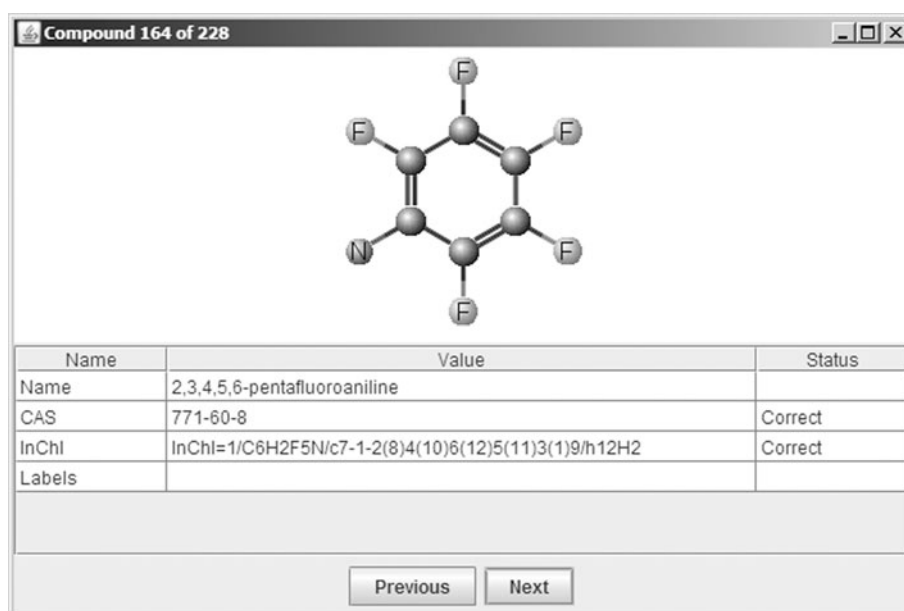 Compound 164 of 228
F
F
F
N
F
F
Name Value Status
Name 2,3,4,5,6-pentafluoroaniline
CAS 771-60-8 Correct
InChI InChI=1/C6H2F5N/c7-1-2(8)4(10)6(12)5(11)3(1)9/h12H2 Correct
Labels
Previous Next